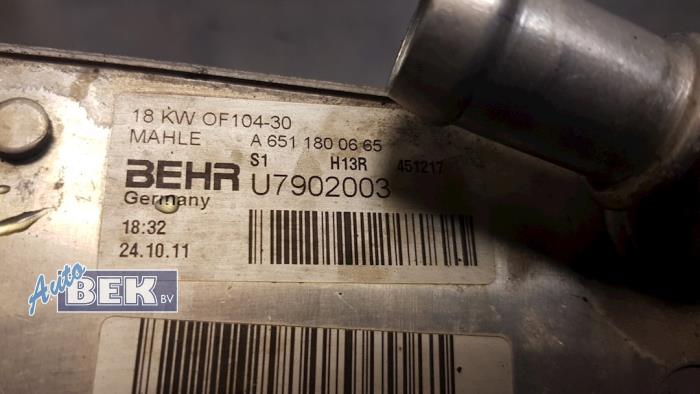 18 KW OF104-30
MAHLE A 651 180 06 65
S1 H13R 451217
BEHR U7902003
Germany
18:32
24.10.11
Auto
BEK BV